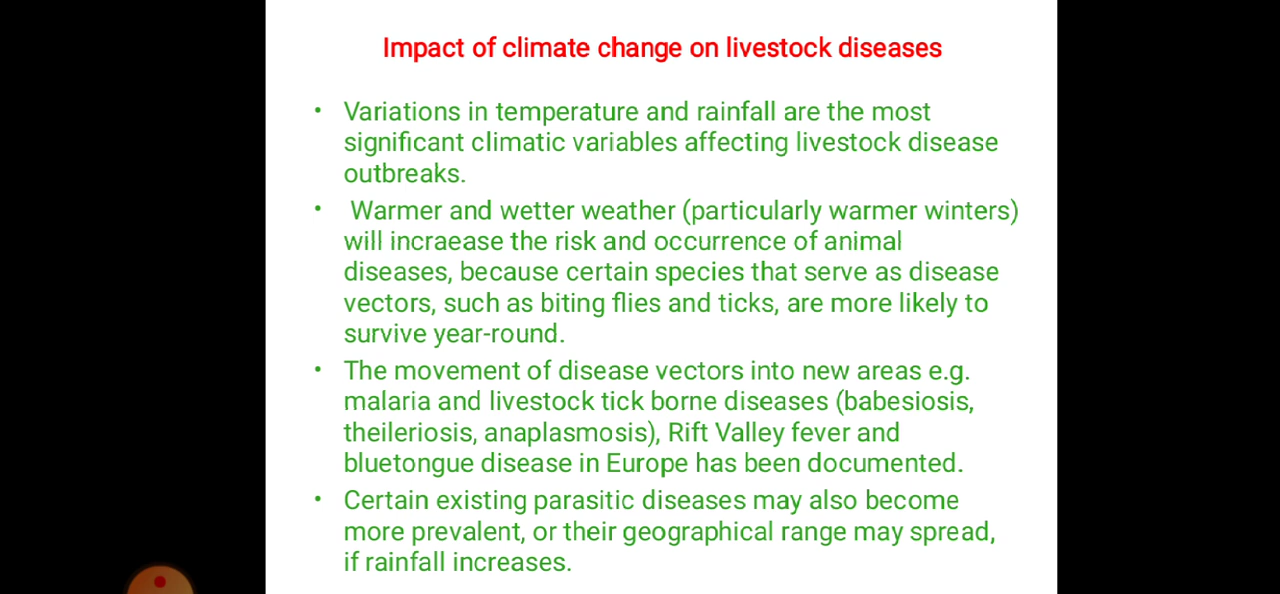 Impact of climate change on livestock diseases
• Variations in temperature and rainfall are the most
significant climatic variables affecting livestock disease
outbreaks.
• Warmer and wetter weather (particularly warmer winters)
will incraease the risk and occurrence of animal
diseases, because certain species that serve as disease
vectors, such as biting flies and ticks, are more likely to
survive year-round.
• The movement of disease vectors into new areas e.g.
malaria and livestock tick borne diseases (babesiosis,
theileriosis, anaplasmosis), Rift Valley fever and
bluetongue disease in Europe has been documented.
• Certain existing parasitic diseases may also become
more prevalent, or their geographical range may spread,
if rainfall increases.